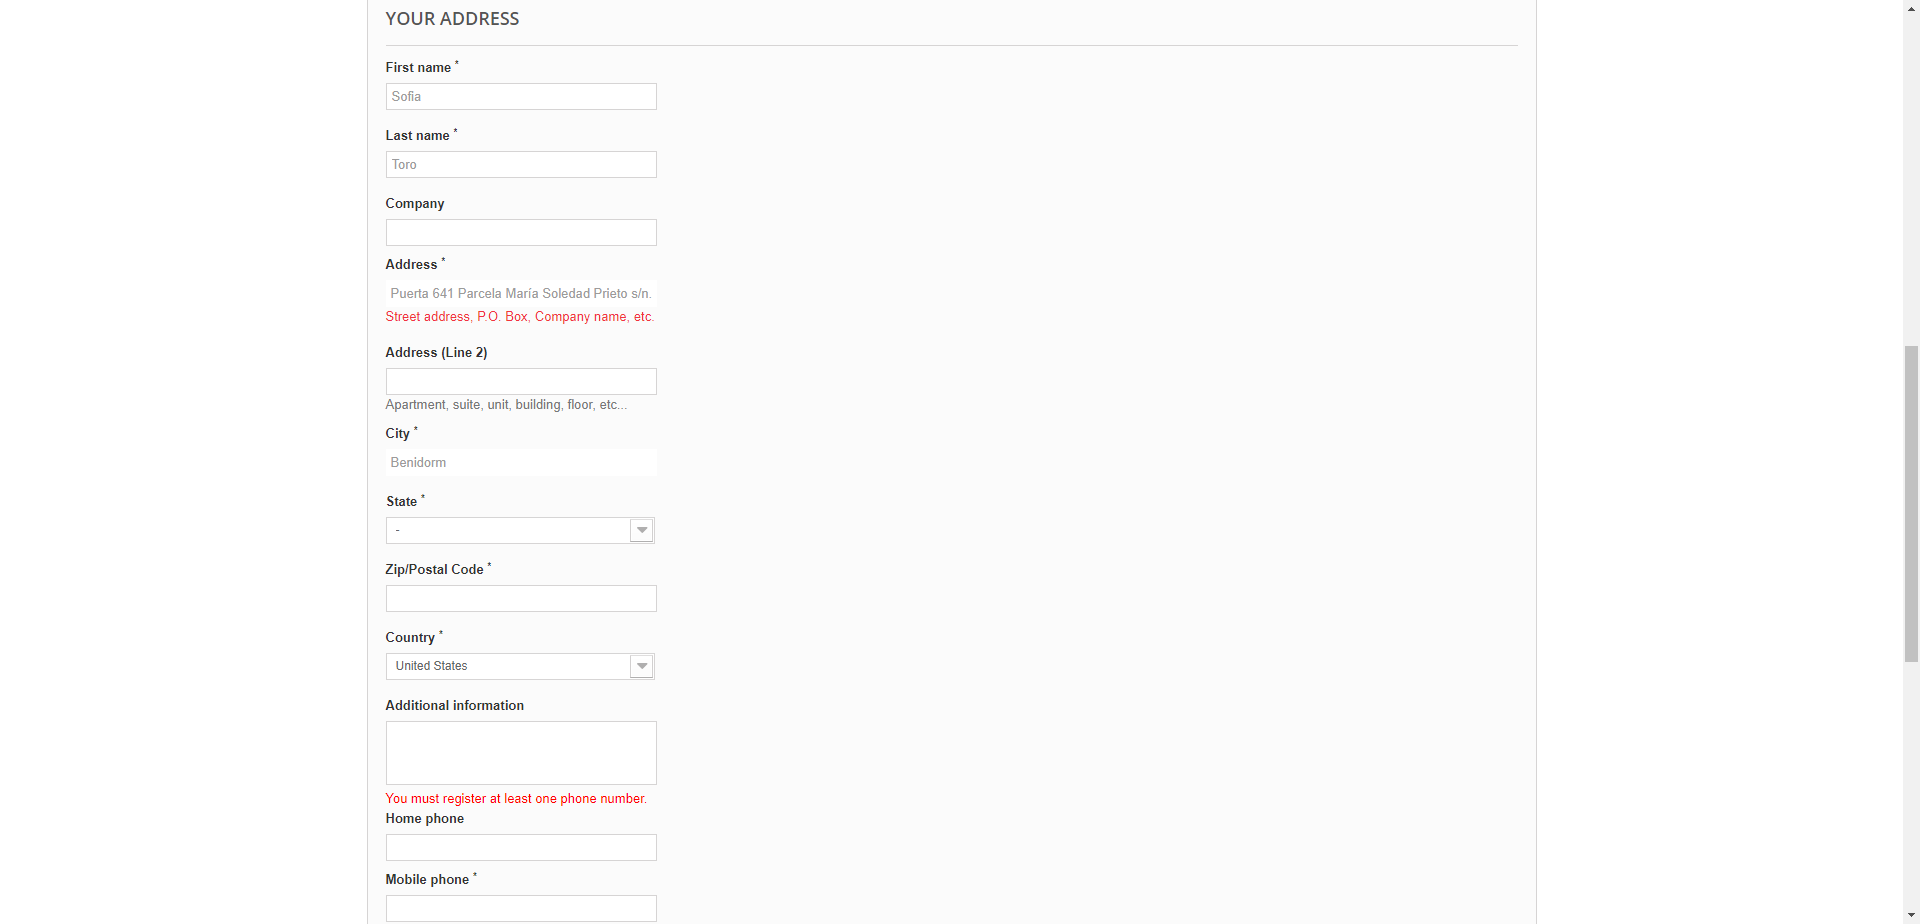 YOUR ADDRESS
First name *
Sofia
Last name *
Toro
Company
Address *
Puerta 641 Parcela María Soledad Prieto s/n.
Street address, P.O. Box, Company name, etc.
Address (Line 2)
Apartment, suite, unit, building, floor, etc...
City *
Benidorm
State *
-
Zip/Postal Code *
Country *
United States
Additional information
You must register at least one phone number.
Home phone
Mobile phone *